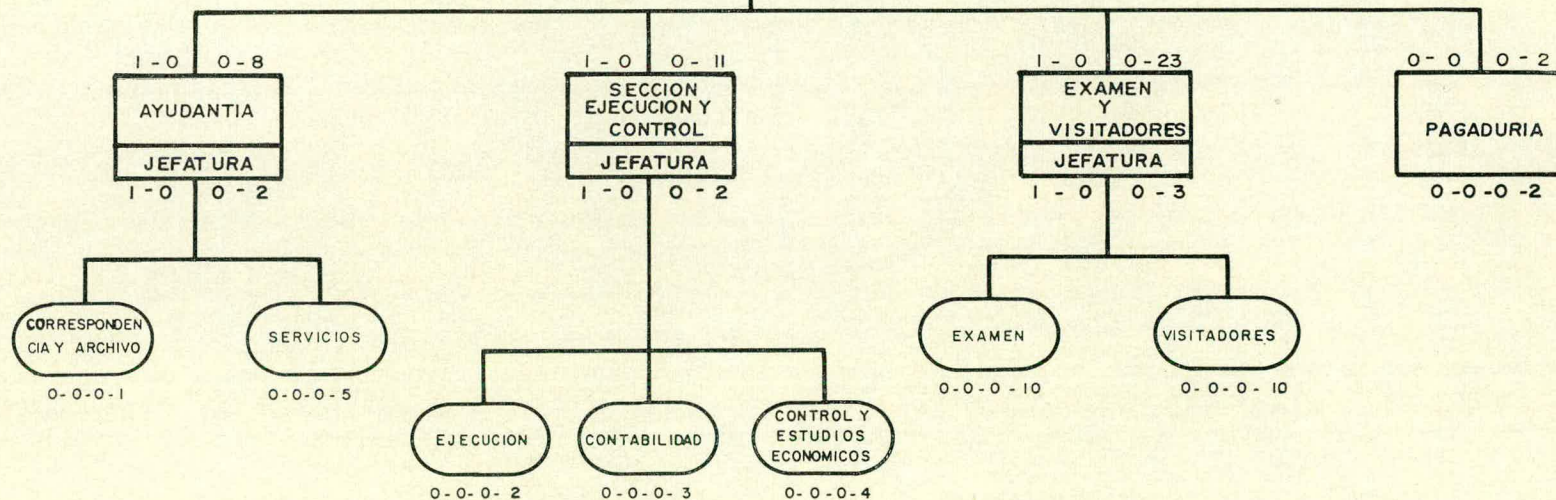 1-0 0-8
AYUDANTIA
JEFATURA
1-0 0-2
CORRESPONDEN
CIA Y ARCHIVO
0-0-0-1
SERVICIOS
0-0-0-5
1-0 0-11
SECCION
EJECUCION Y
CONTROL
JEFATURA
1-0 0-2
EJECUCION
0-0-0-2
CONTABILIDAD
0-0-0-3
CONTROL Y
ESTUDIOS
ECONOMICOS
0-0-0-4
1-0 0-23
EXAMEN
Y
VISITADORES
JEFATURA
1-0 0-3
EXAMEN
0-0-0-10
VISITADORES
0-0-0-10
0-0 0-2
PAGADURIA
0-0-0-2